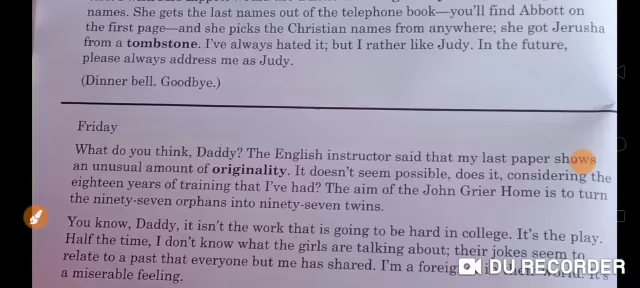 names. She gets the last names out of the telephone book—you'll find Abbott on
the first page—and she picks the Christian names from anywhere; she got Jerusha
from a tombstone. I've always hated it; but I rather like Judy. In the future,
please always address me as Judy.
(Dinner bell. Goodbye.)
Friday
What do you think, Daddy? The English instructor said that my last paper shows
an unusual amount of originality. It doesn't seem possible, does it, considering the
eighteen years of training that I've had? The aim of the John Grier Home is to turn
the ninety-seven orphans into ninety-seven twins.
You know, Daddy, it isn't the work that is going to be hard in college. It's the play.
Half the time, I don't know what the girls are talking about; their jokes seem to
relate to a past that everyone but me has shared. I'm a world. It's
a miserable feeling.
DU RECORDER